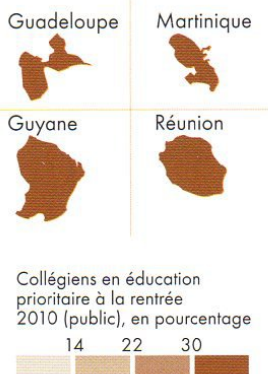 Guadeloupe Martinique
Guyane Réunion
Collégiens en éducation
prioritaire à la rentrée
2010 (public), en pourcentage
14 22 30